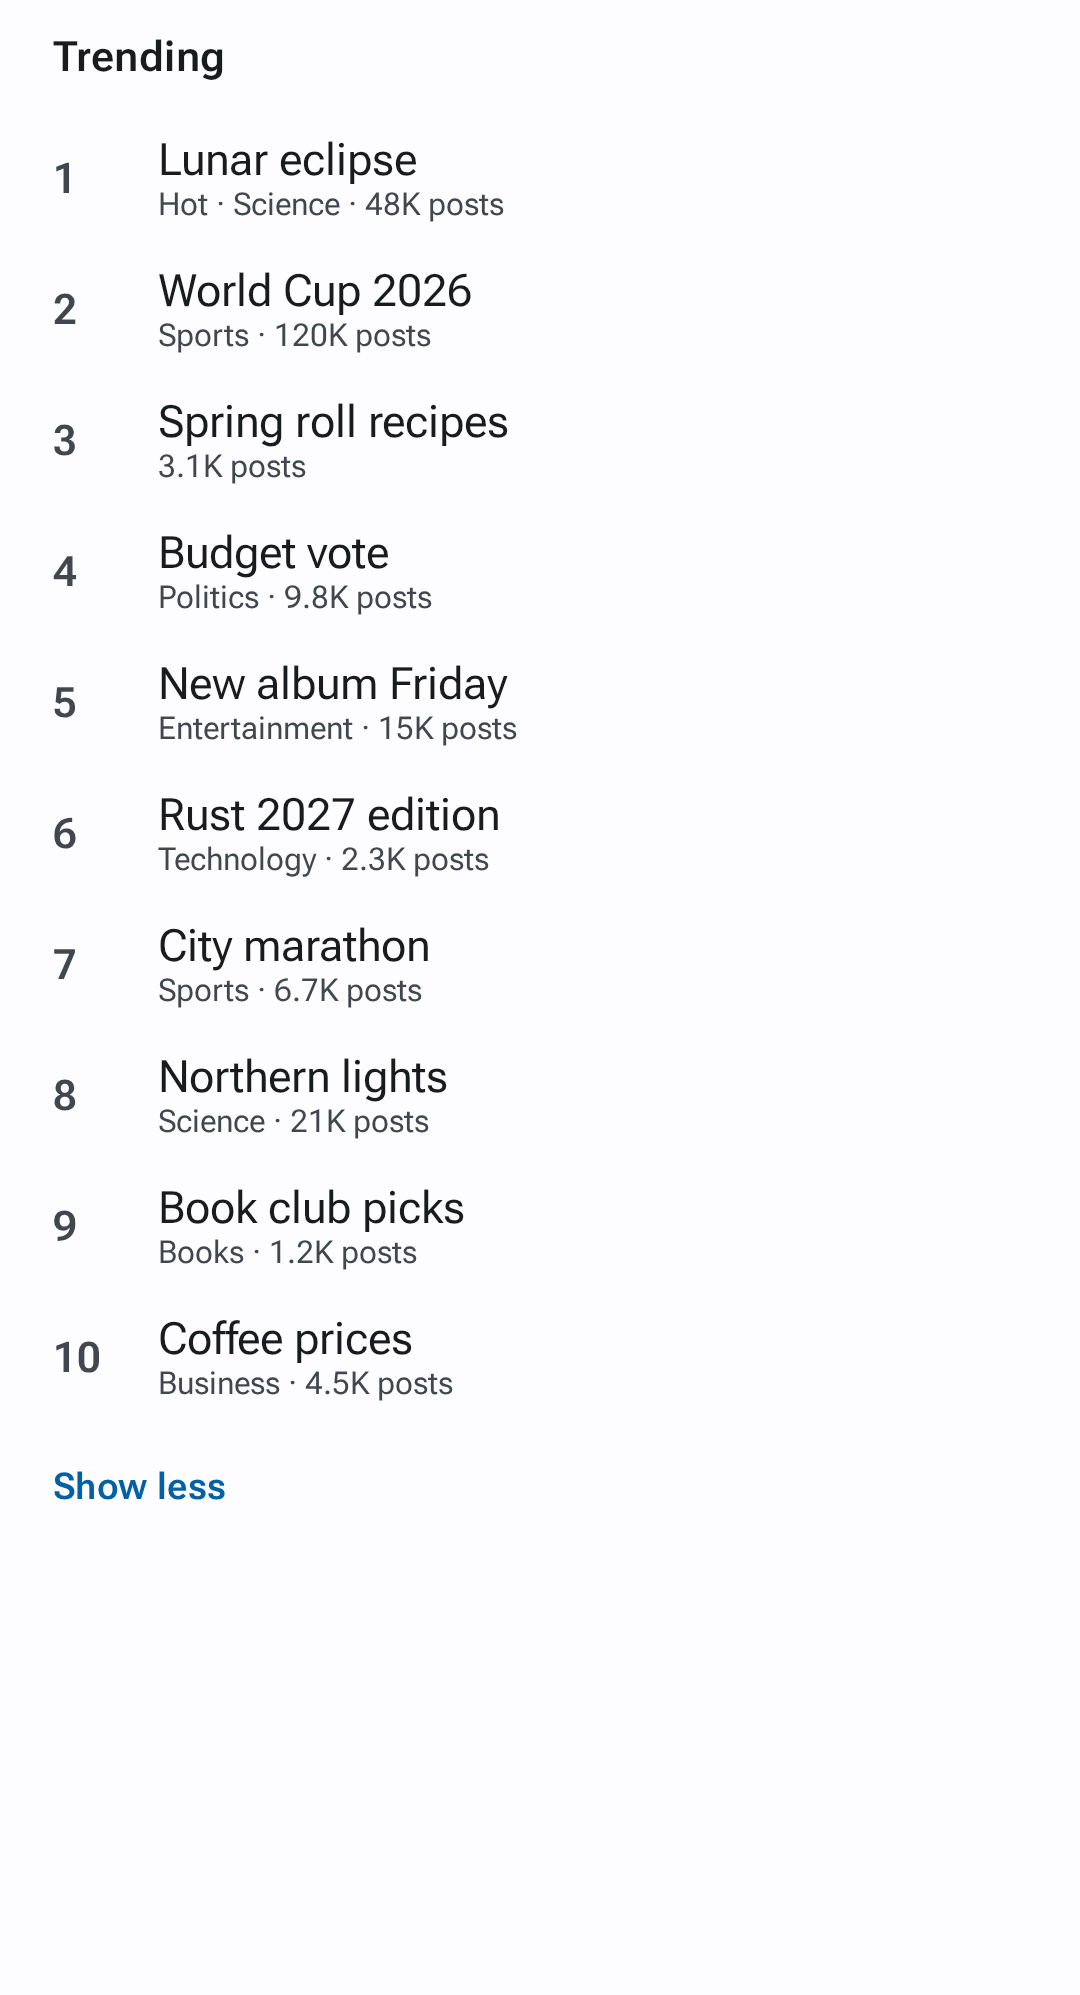 Trending
1
Lunar eclipse
Hot · Science · 48K posts
2
World Cup 2026
Sports · 120K posts
3
Spring roll recipes
3.1K posts
4
Budget vote
Politics · 9.8K posts
5
New album Friday
Entertainment · 15K posts
6
Rust 2027 edition
Technology · 2.3K posts
7
City marathon
Sports · 6.7K posts
8
Northern lights
Science · 21K posts
9
Book club picks
Books · 1.2K posts
10
Coffee prices
Business · 4.5K posts
Show less